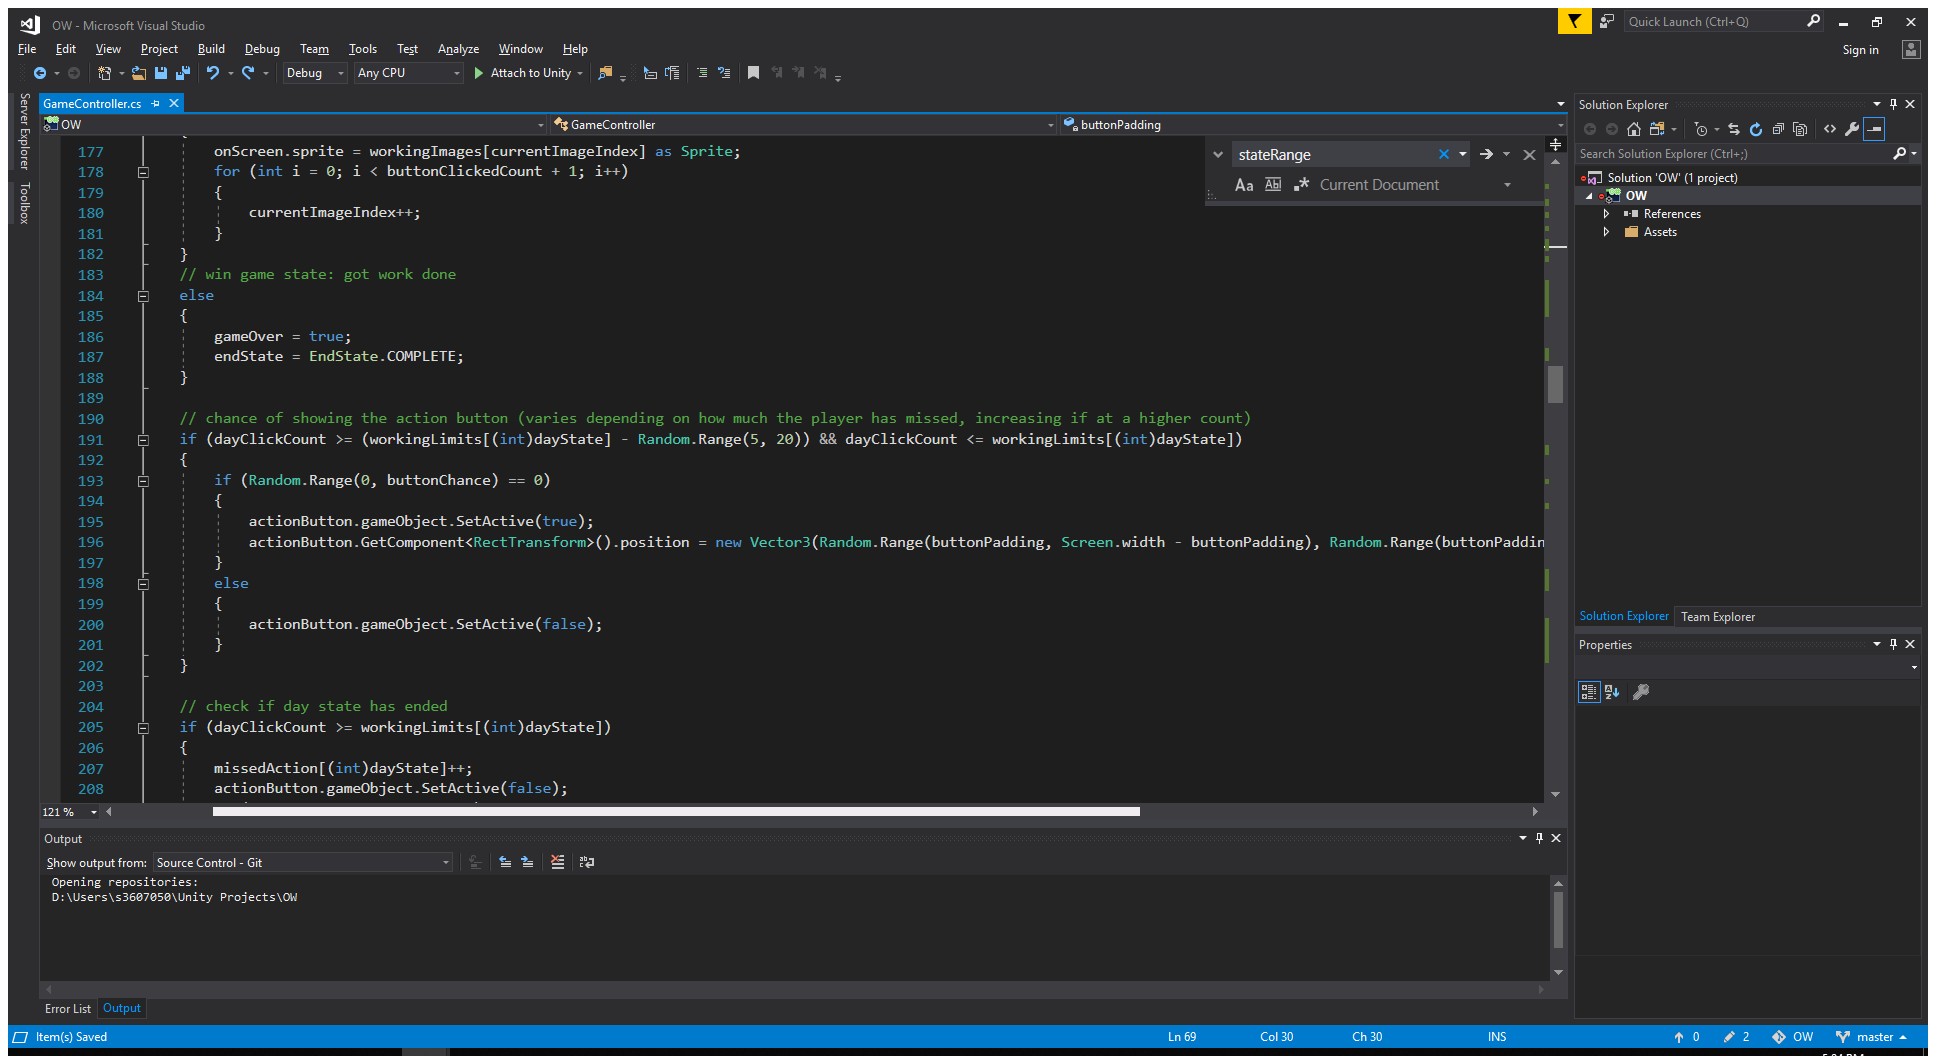 OW - Microsoft Visual Studio
Quick Launch (Ctrl+Q)
File Edit View Project Build Debug Team Tools Test Analyze Window Help
Sign in
Debug Any CPU Attach to Unity
Server Explorer
Toolbox
GameController.cs
OW GameController buttonPadding
stateRange
Aa Ab Current Document
177 onScreen.sprite = workingImages[currentImageIndex] as Sprite;
178 for (int i = 0; i < buttonClickedCount + 1; i++)
179 {
180 currentImageIndex++;
181 }
182 }
183 // win game state: got work done
184 else
185 {
186 gameOver = true;
187 endState = EndState.COMPLETE;
188 }
189
190 // chance of showing the action button (varies depending on how much the player has missed, increasing if at a higher count)
191 if (dayClickCount >= (workingLimits[(int)dayState] - Random.Range(5, 20)) && dayClickCount <= workingLimits[(int)dayState])
192 {
193 if (Random.Range(0, buttonChance) == 0)
194 {
195 actionButton.gameObject.SetActive(true);
196 actionButton.GetComponent<RectTransform>().position = new Vector3(Random.Range(buttonPadding, Screen.width - buttonPadding), Random.Range(buttonPaddin
197 }
198 else
199 {
200 actionButton.gameObject.SetActive(false);
201 }
202 }
203
204 // check if day state has ended
205 if (dayClickCount >= workingLimits[(int)dayState])
206 {
207 missedAction[(int)dayState]++;
208 actionButton.gameObject.SetActive(false);
121 %
Output
Show output from: Source Control - Git
Opening repositories:
D:\Users\s3607050\Unity Projects\OW
Error List Output
Solution Explorer
Search Solution Explorer (Ctrl+;)
Solution 'OW' (1 project)
OW
References
Assets
Solution Explorer Team Explorer
Properties
Item(s) Saved Ln 69 Col 30 Ch 30 INS 0 2 OW master